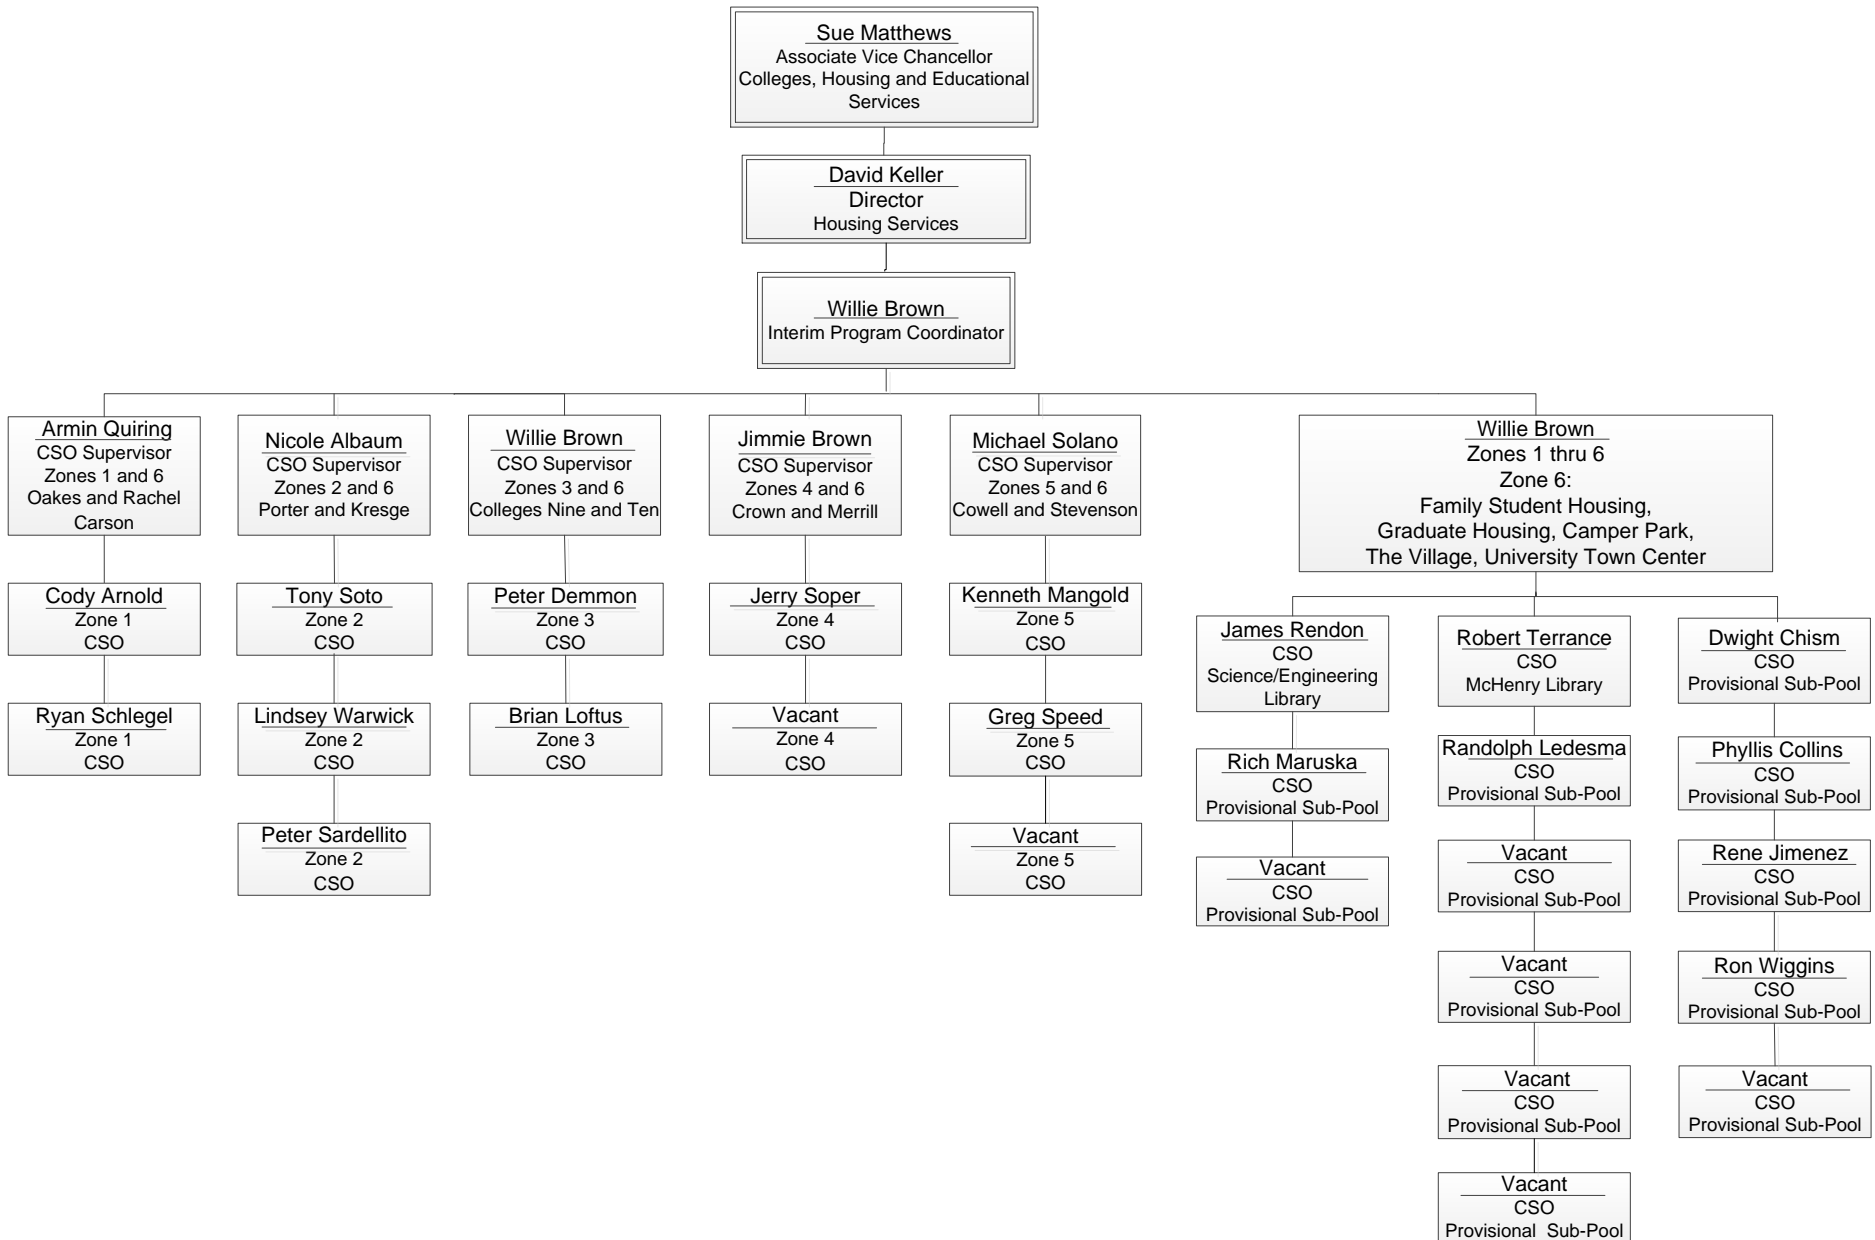 Sue Matthews
Associate Vice Chancellor
Colleges, Housing and Educational
Services
David Keller
Director
Housing Services
Willie Brown
Interim Program Coordinator
Armin Quiring
CSO Supervisor
Zones 1 and 6
Oakes and Rachel
Carson
Nicole Albaum
CSO Supervisor
Zones 2 and 6
Porter and Kresge
Willie Brown
CSO Supervisor
Zones 3 and 6
Colleges Nine and Ten
Jimmie Brown
CSO Supervisor
Zones 4 and 6
Crown and Merrill
Michael Solano
CSO Supervisor
Zones 5 and 6
Cowell and Stevenson
Willie Brown
Zones 1 thru 6
Zone 6:
Family Student Housing,
Graduate Housing, Camper Park,
The Village, University Town Center
Cody Arnold
Zone 1
CSO
Tony Soto
Zone 2
CSO
Peter Demmon
Zone 3
CSO
Jerry Soper
Zone 4
CSO
Kenneth Mangold
Zone 5
CSO
Ryan Schlegel
Zone 1
CSO
Lindsey Warwick
Zone 2
CSO
Brian Loftus
Zone 3
CSO
Vacant
Zone 4
CSO
Greg Speed
Zone 5
CSO
Peter Sardellito
Zone 2
CSO
Vacant
Zone 5
CSO
James Rendon
CSO
Science/Engineering
Library
Rich Maruska
CSO
Provisional Sub-Pool
Vacant
CSO
Provisional Sub-Pool
Robert Terrance
CSO
McHenry Library
Randolph Ledesma
CSO
Provisional Sub-Pool
Vacant
CSO
Provisional Sub-Pool
Vacant
CSO
Provisional Sub-Pool
Vacant
CSO
Provisional Sub-Pool
Vacant
CSO
Provisional Sub-Pool
Dwight Chism
CSO
Provisional Sub-Pool
Phyllis Collins
CSO
Provisional Sub-Pool
Rene Jimenez
CSO
Provisional Sub-Pool
Ron Wiggins
CSO
Provisional Sub-Pool
Vacant
CSO
Provisional Sub-Pool